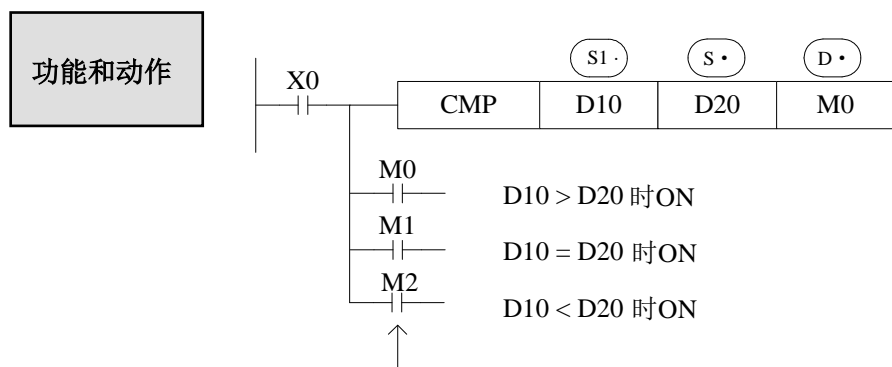 功能和动作
S1· S• D•
X0
CMP D10 D20 M0
M0
D10 > D20 时ON
M1
D10 = D20 时ON
M2
D10 < D20 时ON